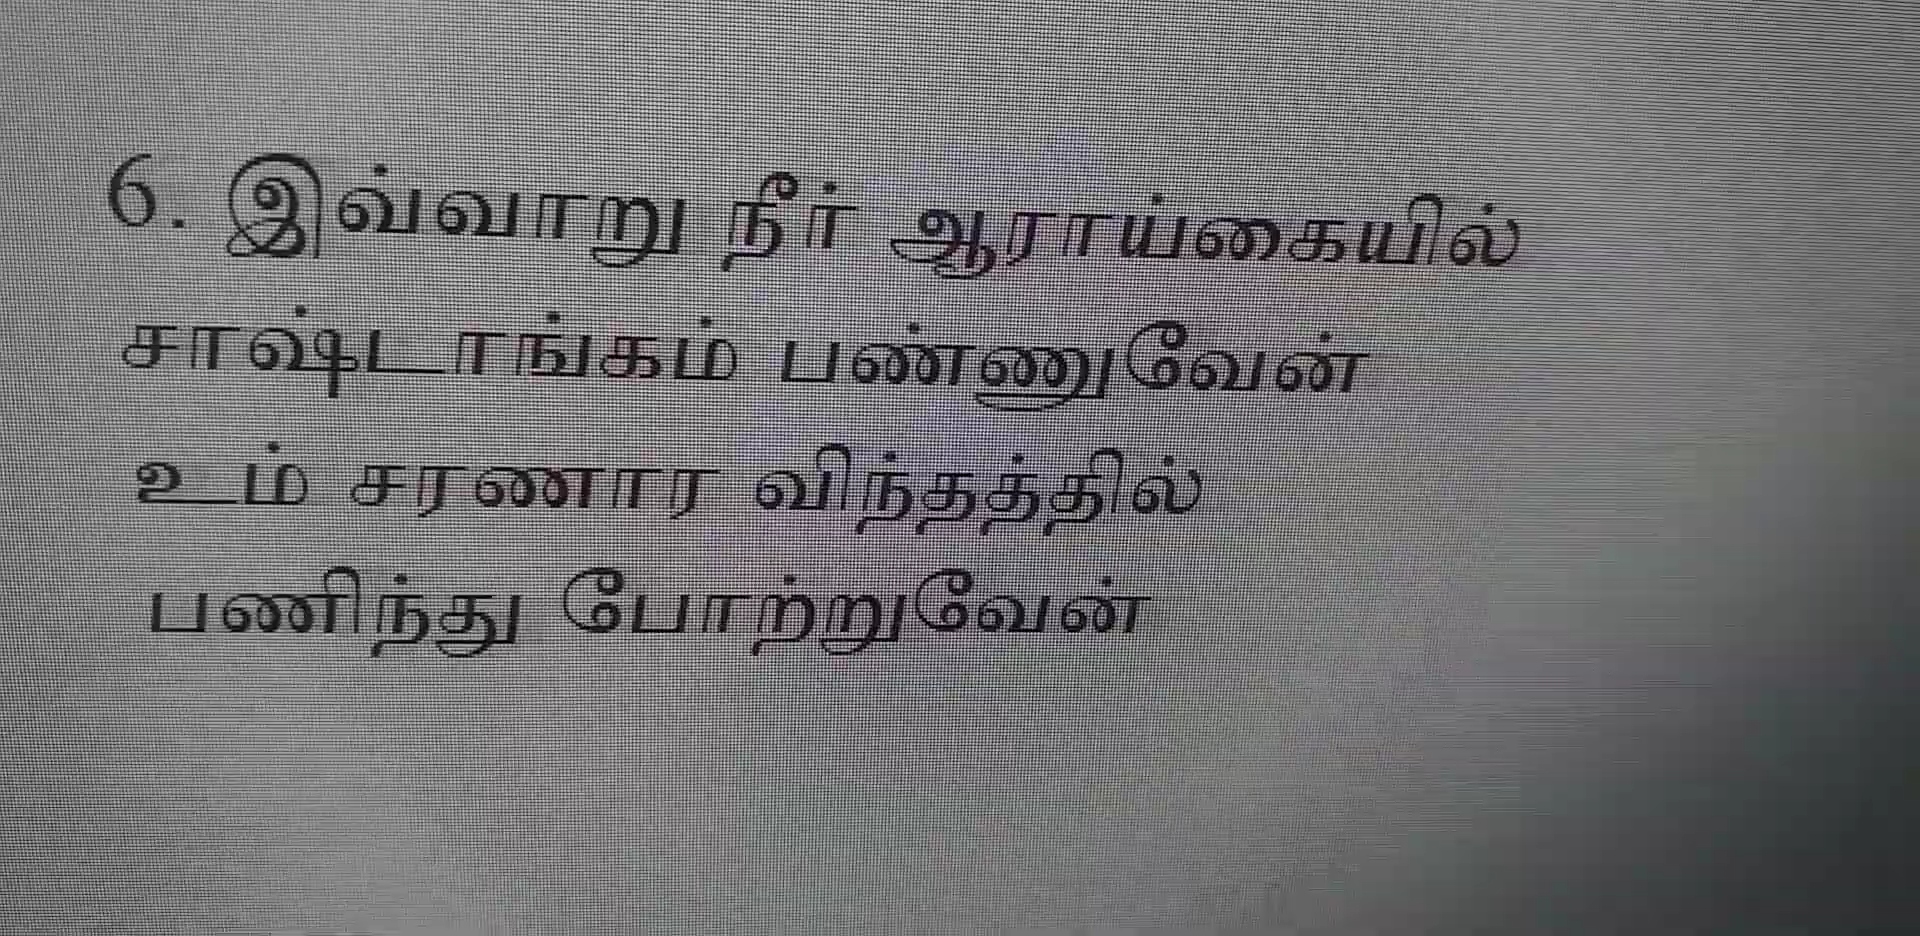 6. இவ்வாறு நீர் ஆராய்கையில்
சாஷ்டாங்கம் பண்ணுவேன்
உம் சரணார விந்தத்தில்
பணிந்து போற்றுவேன்